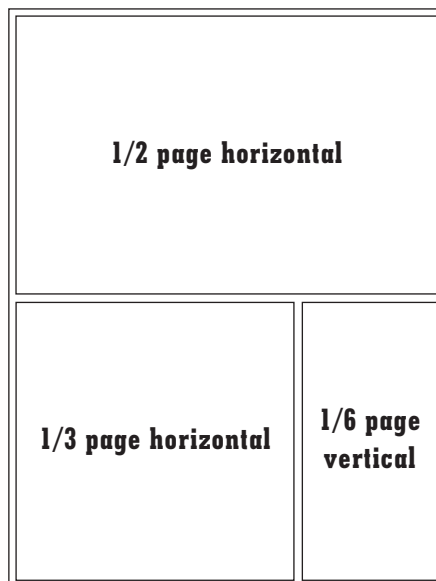 1/2 page horizontal
1/3 page horizontal
1/6 page
vertical